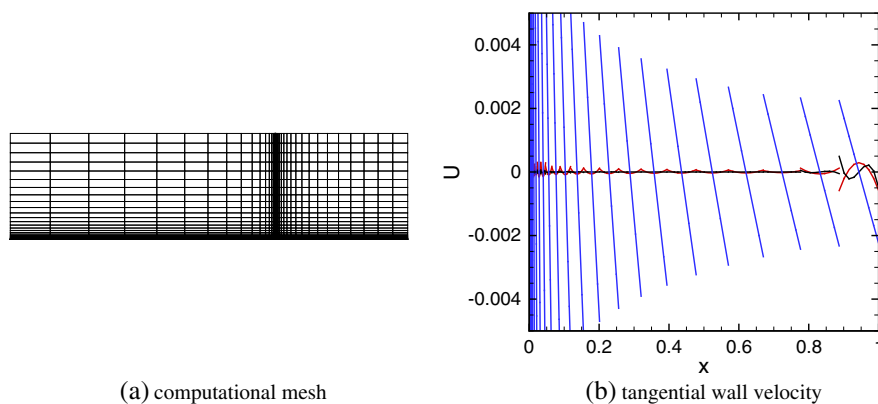 0.004
0.002
0
-0.002
-0.004
U
0 0.2 0.4 0.6 0.8 1
x
(a) computational mesh
(b) tangential wall velocity